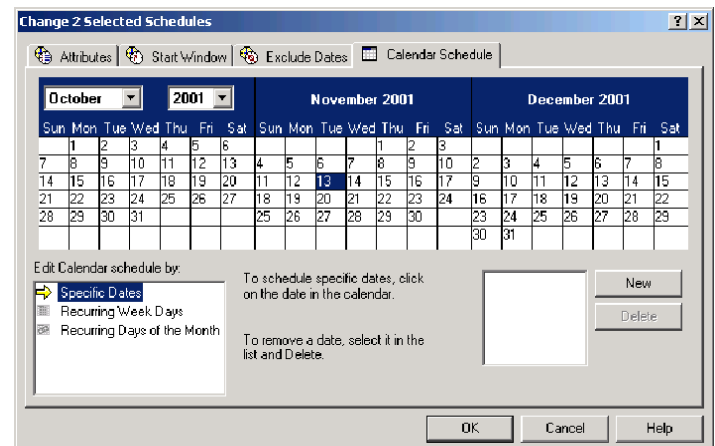 Change 2 Selected Schedules
Attributes Start Window Exclude Dates Calendar Schedule
October 2001 November 2001 December 2001
Sun Mon Tue Wed Thu Fri Sat Sun Mon Tue Wed Thu Fri Sat Sun Mon Tue Wed Thu Fri Sat
1 2 3 4 5 6 1 2 3 1
7 8 9 10 11 12 13 4 5 6 7 8 9 10 2 3 4 5 6 7 8
14 15 16 17 18 19 20 11 12 13 14 15 16 17 9 10 11 12 13 14 15
21 22 23 24 25 26 27 18 19 20 21 22 23 24 16 17 18 19 20 21 22
28 29 30 31 25 26 27 28 29 30 23 24 25 26 27 28 29
30 31
Edit Calendar schedule by:
Specific Dates
Recurring Week Days
Recurring Days of the Month
To schedule specific dates, click
on the date in the calendar.
To remove a date, select it in the
list and Delete.
New
Delete
OK Cancel Help